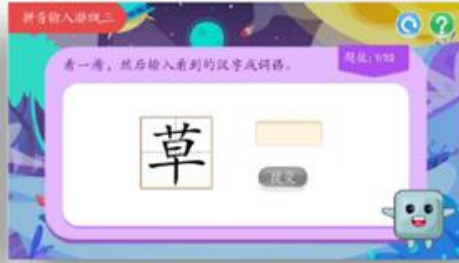 拼音输入游戏三
看一看，然后输入看到的汉字或词语。
题数：1/10
草
提交
?